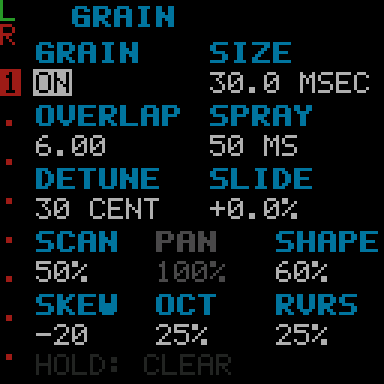 L GRAIN
R
GRAIN SIZE
1 ON 30.0 MSEC
OVERLAP SPRAY
6.00 50 MS
DETUNE SLIDE
30 CENT +0.0%
SCAN PAN SHAPE
50% 100% 60%
SKEW OCT RVRS
-20 25% 25%
HOLD: CLEAR